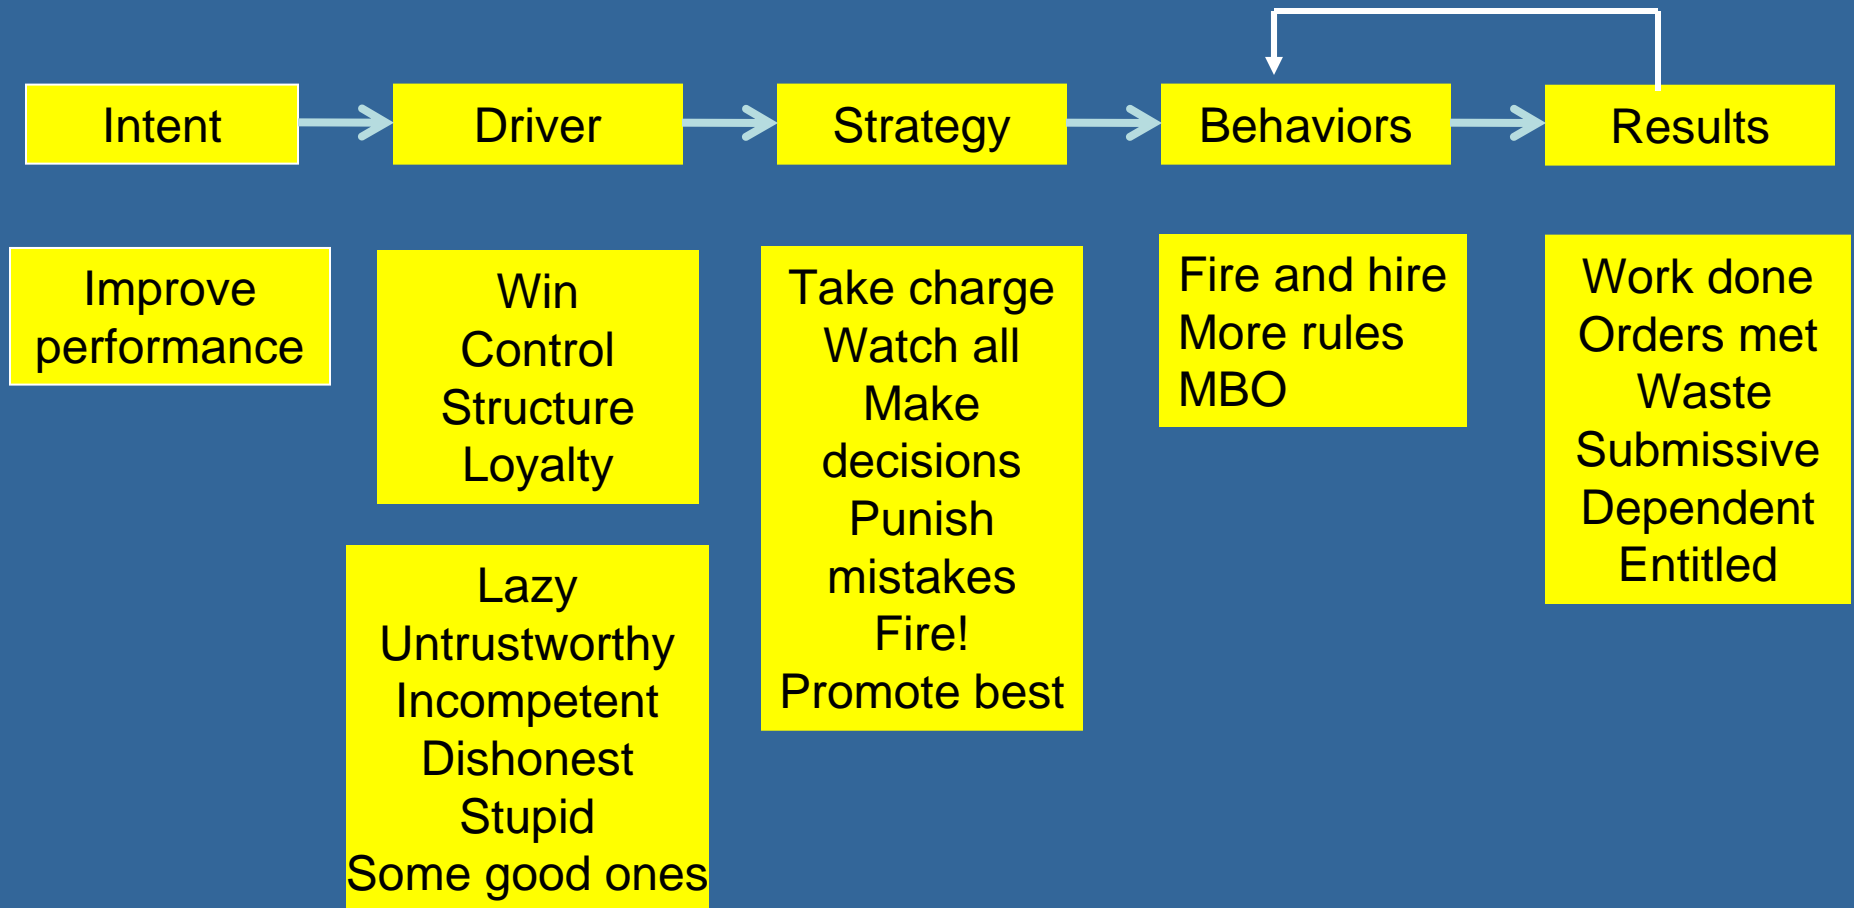 Intent
Driver
Strategy
Behaviors
Results
Improve
performance
Win
Control
Structure
Loyalty
Lazy
Untrustworthy
Incompetent
Dishonest
Stupid
Some good ones
Take charge
Watch all
Make
decisions
Punish
mistakes
Fire!
Promote best
Fire and hire
More rules
MBO
Work done
Orders met
Waste
Submissive
Dependent
Entitled